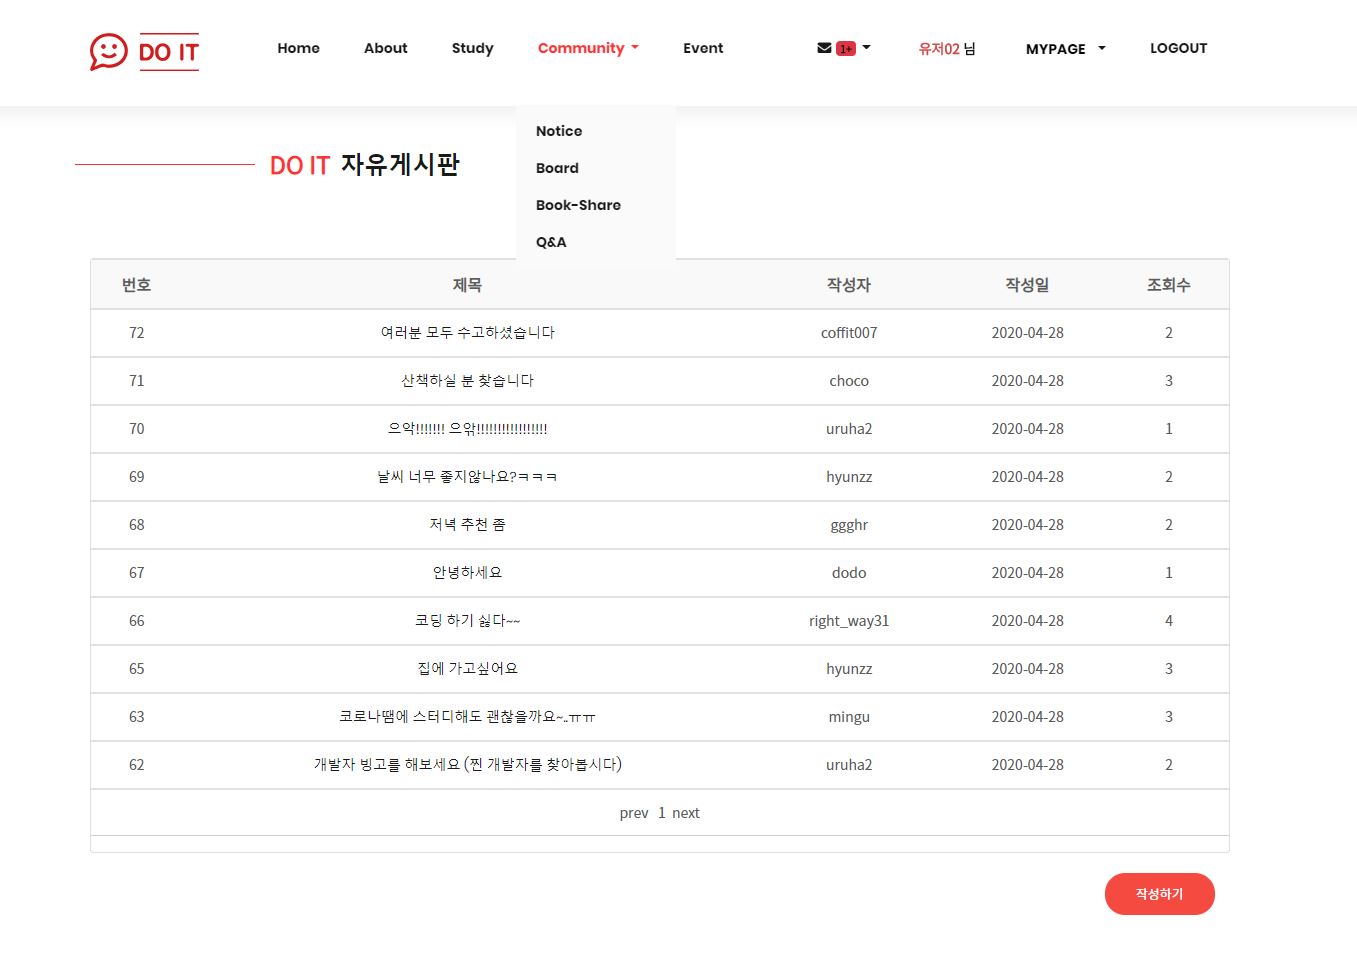 DO IT Home About Study Community Event 1+ 유저02 님 MYPAGE LOGOUT
Notice
Board
Book-Share
Q&A
DO IT 자유게시판
번호 제목 작성자 작성일 조회수
72 여러분 모두 수고하셨습니다 coffit007 2020-04-28 2
71 산책하실 분 찾습니다 choco 2020-04-28 3
70 으악!!!!!!! 으앆!!!!!!!!!!!!!!!!! uruha2 2020-04-28 1
69 날씨 너무 좋지않나요?ㅋㅋㅋ hyunzz 2020-04-28 2
68 저녁 추천 좀 ggghr 2020-04-28 2
67 안녕하세요 dodo 2020-04-28 1
66 코딩 하기 싫다~~ right_way31 2020-04-28 4
65 집에 가고싶어요 hyunzz 2020-04-28 3
63 코로나땜에 스터디해도 괜찮을까요~..ㅠㅠ mingu 2020-04-28 3
62 개발자 빙고를 해보세요 (찐 개발자를 찾아봅시다) uruha2 2020-04-28 2
prev 1 next
작성하기